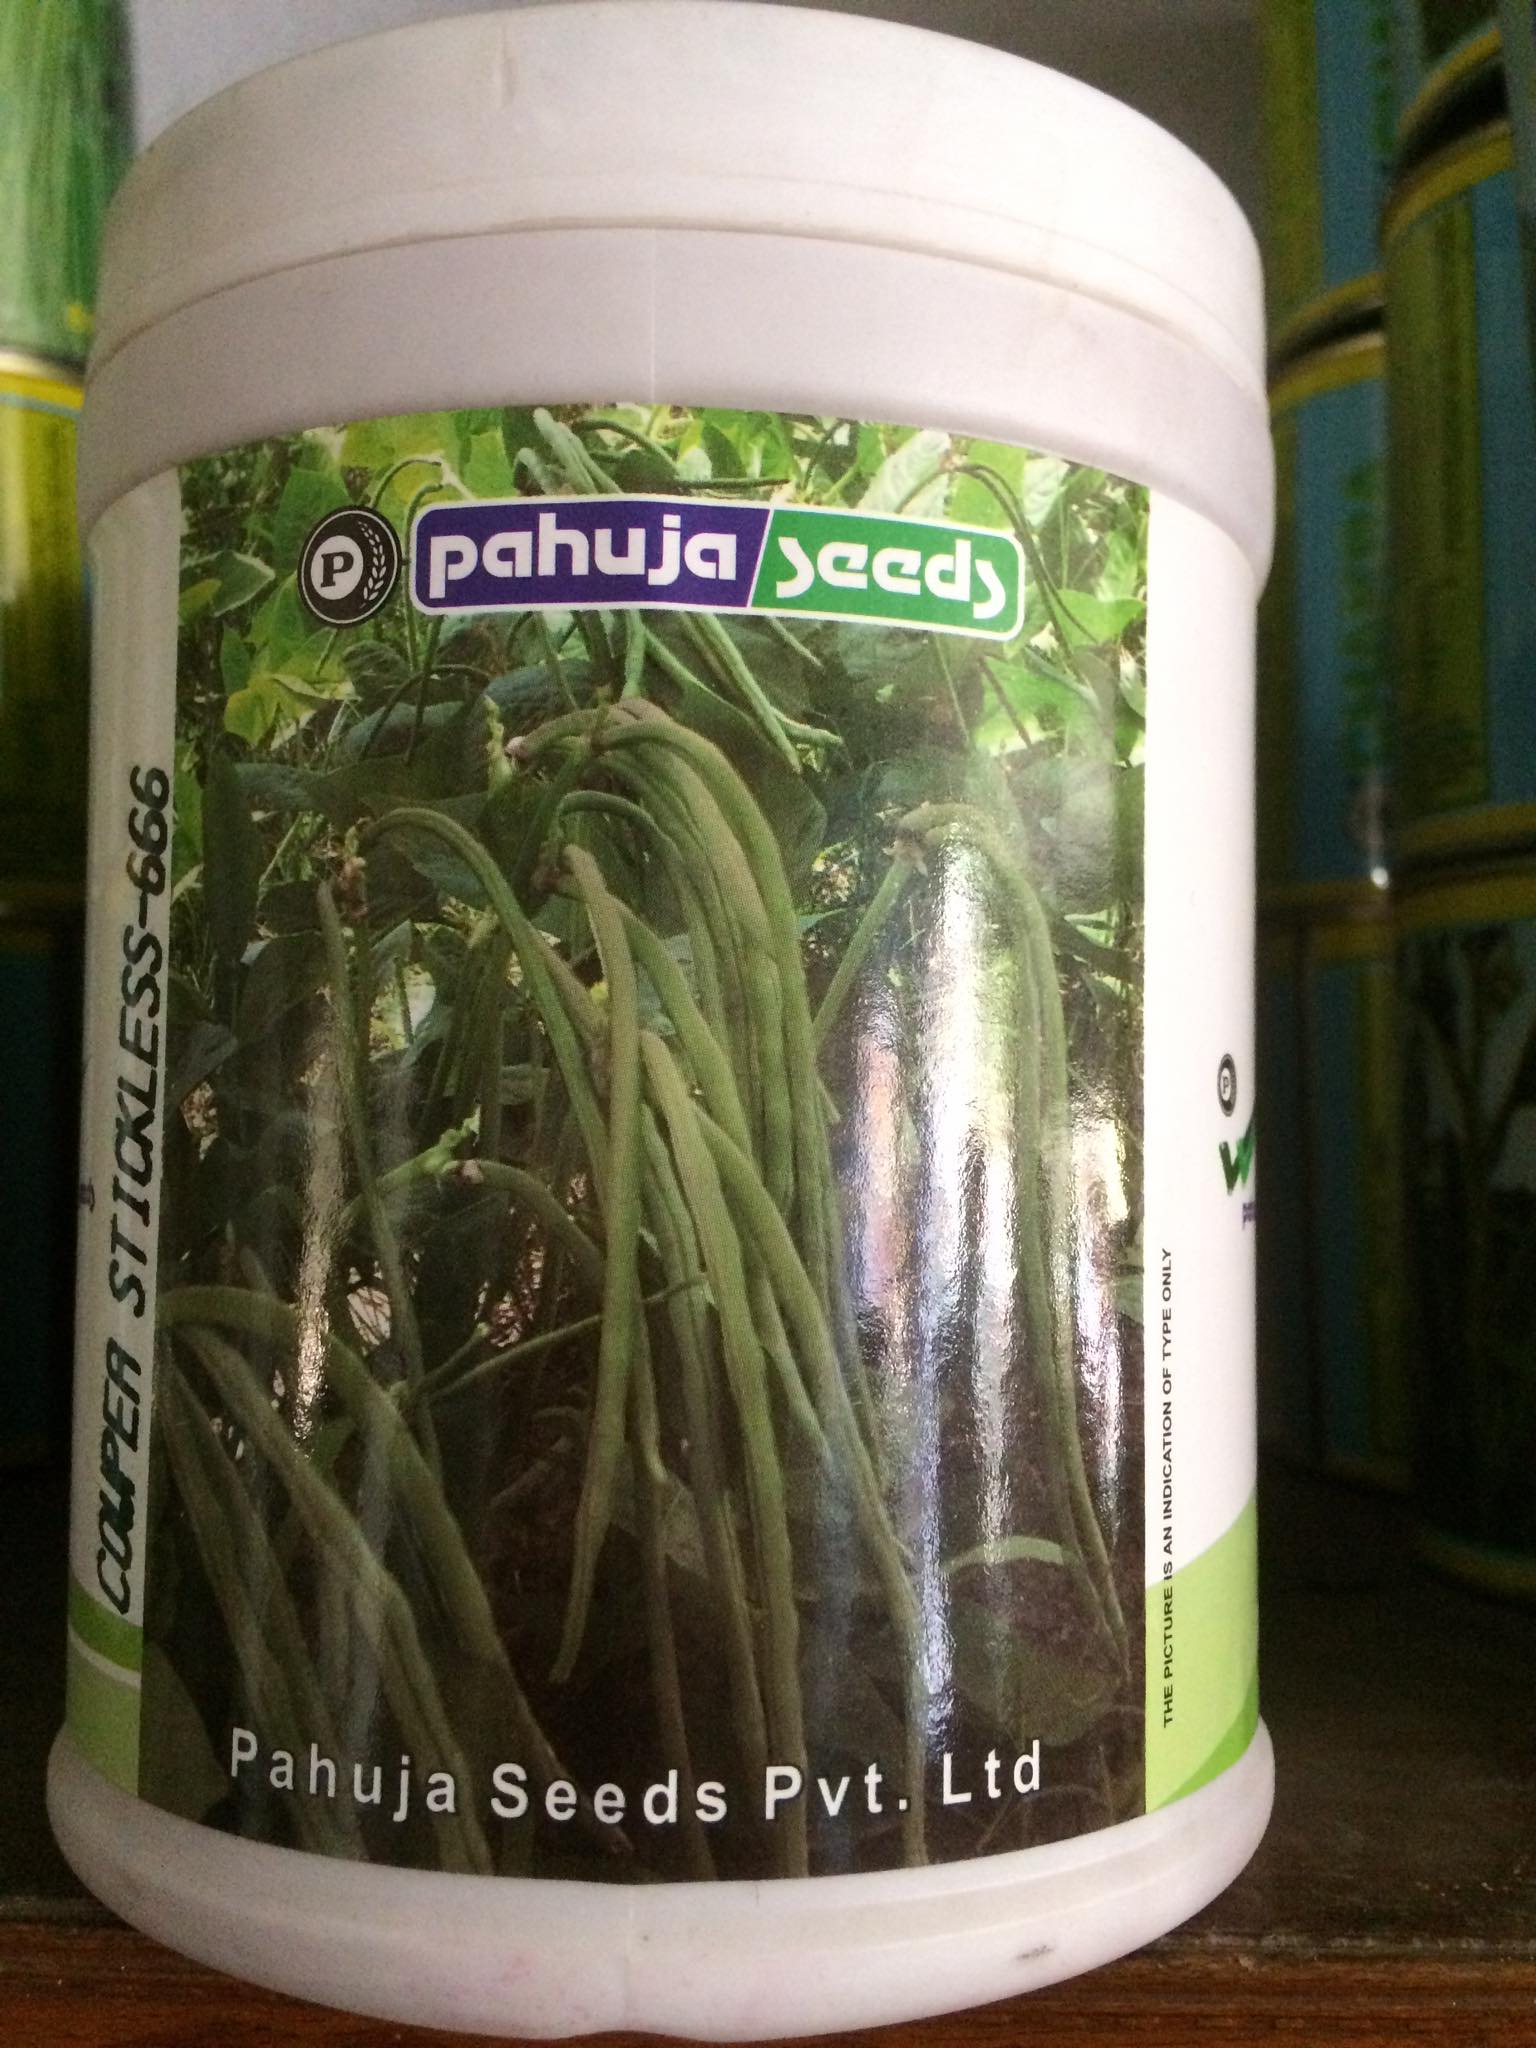 P
pahuja seeds
COWPEA STICKLESS-666
P
THE PICTURE IS AN INDICATION OF TYPE ONLY
Pahuja Seeds Pvt. Ltd